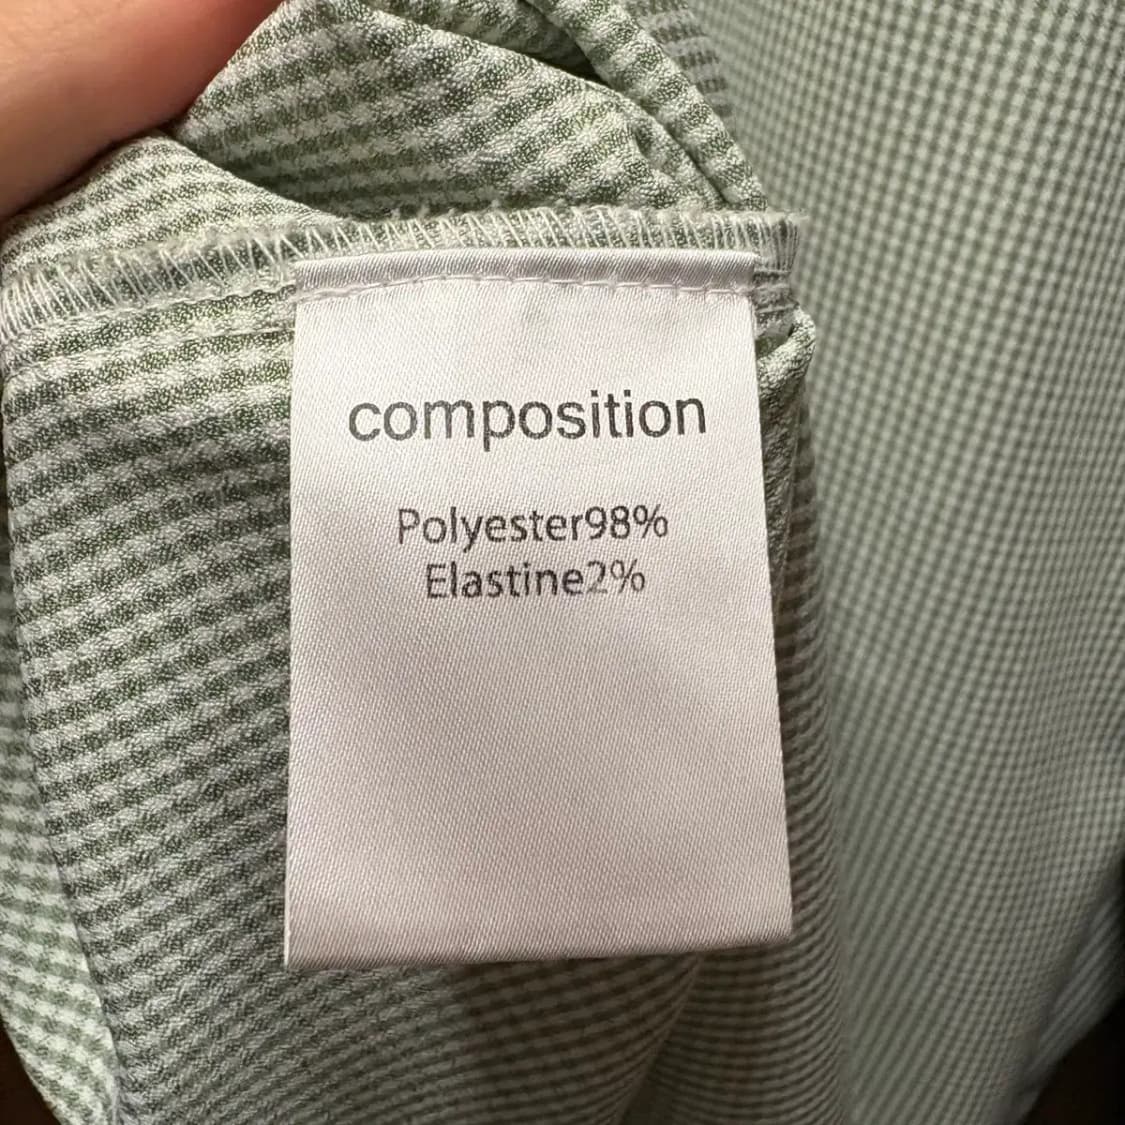 composition
Polyester98%
Elastine2%